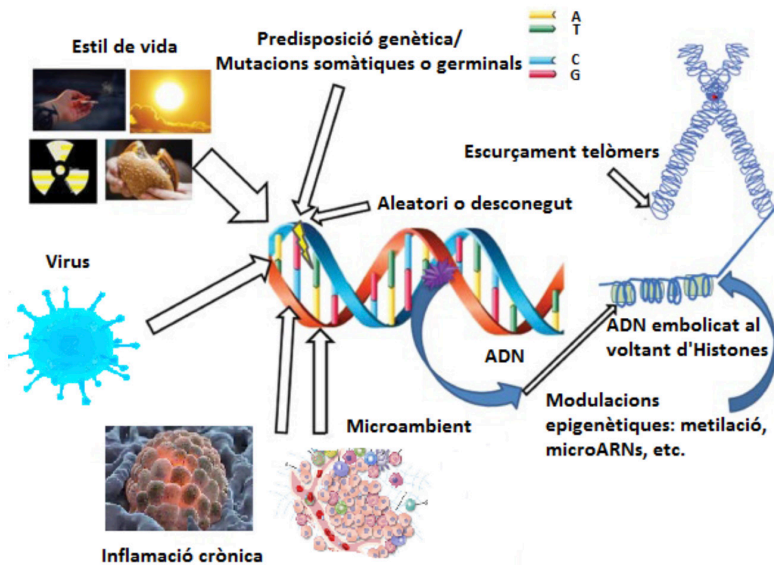 Estil de vida
Predisposició genètica/
Mutacions somàtiques o germinals
A
T
C
G
Escurçament telòmers
Aleatori o desconegut
Virus
ADN
ADN embolicat al
voltant d'Histones
Modulacions
epigenètiques: metilació,
microARNs, etc.
Microambient
Inflamació crònica